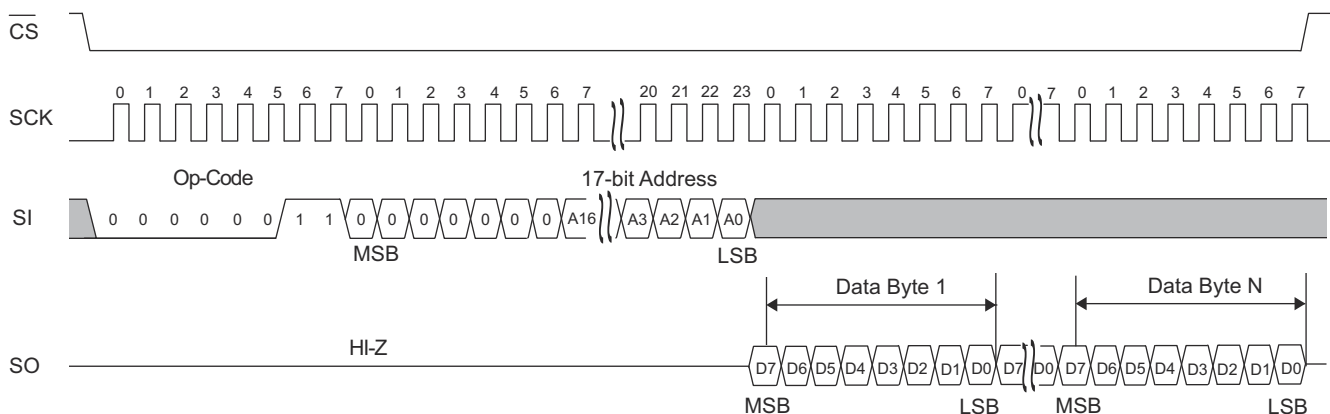 CS
SCK
0 1 2 3 4 5 6 7 0 1 2 3 4 5 6 7 20 21 22 23 0 1 2 3 4 5 6 7 0 7 0 1 2 3 4 5 6 7
Op-Code 17-bit Address
SI
0 0 0 0 0 0 1 1 0 0 0 0 0 0 0 A16 A3 A2 A1 A0
MSB LSB
Data Byte 1 Data Byte N
HI-Z
SO
D7 D6 D5 D4 D3 D2 D1 D0 D7 D0 D7 D6 D5 D4 D3 D2 D1 D0
MSB LSB MSB LSB